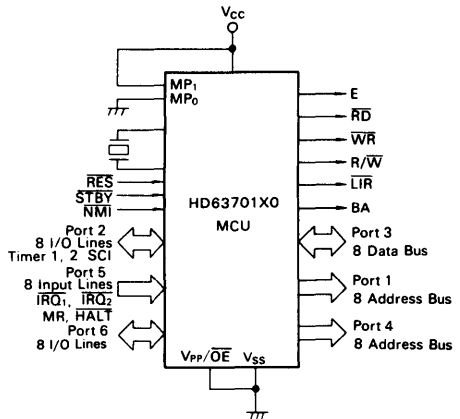 Vcc
MP1
MP0
RES
STBY
NMI
Port 2
8 I/O Lines
Timer 1, 2 SCI
Port 5
8 Input Lines
IRQ1, IRQ2
MR, HALT
Port 6
8 I/O Lines
HD63701X0
MCU
VPP/OE VSS
E
RD
WR
R/W
LIR
BA
Port 3
8 Data Bus
Port 1
8 Address Bus
Port 4
8 Address Bus